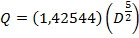 Q = (1,42544) (D^{5/2})